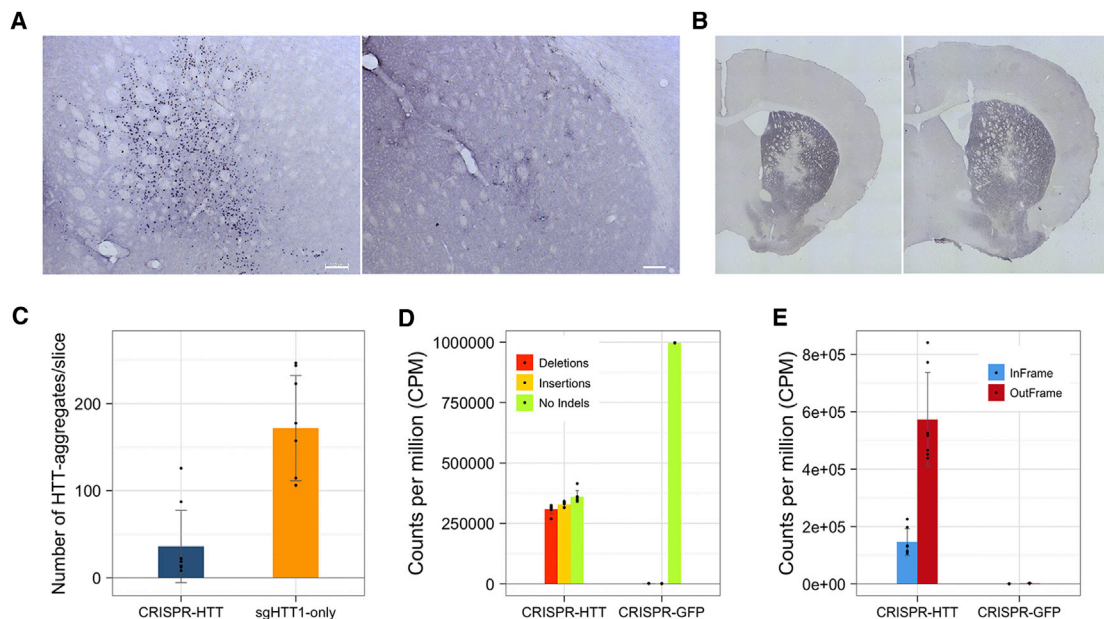 A
B
C
Number of HTT-aggregates/slice
200
100
0
CRISPR-HTT
sgHTT1-only
D
Counts per million (CPM)
1000000
750000
500000
250000
0
Deletions
Insertions
No Indels
CRISPR-HTT
CRISPR-GFP
E
Counts per million (CPM)
8e+05
6e+05
4e+05
2e+05
0e+00
InFrame
OutFrame
CRISPR-HTT
CRISPR-GFP